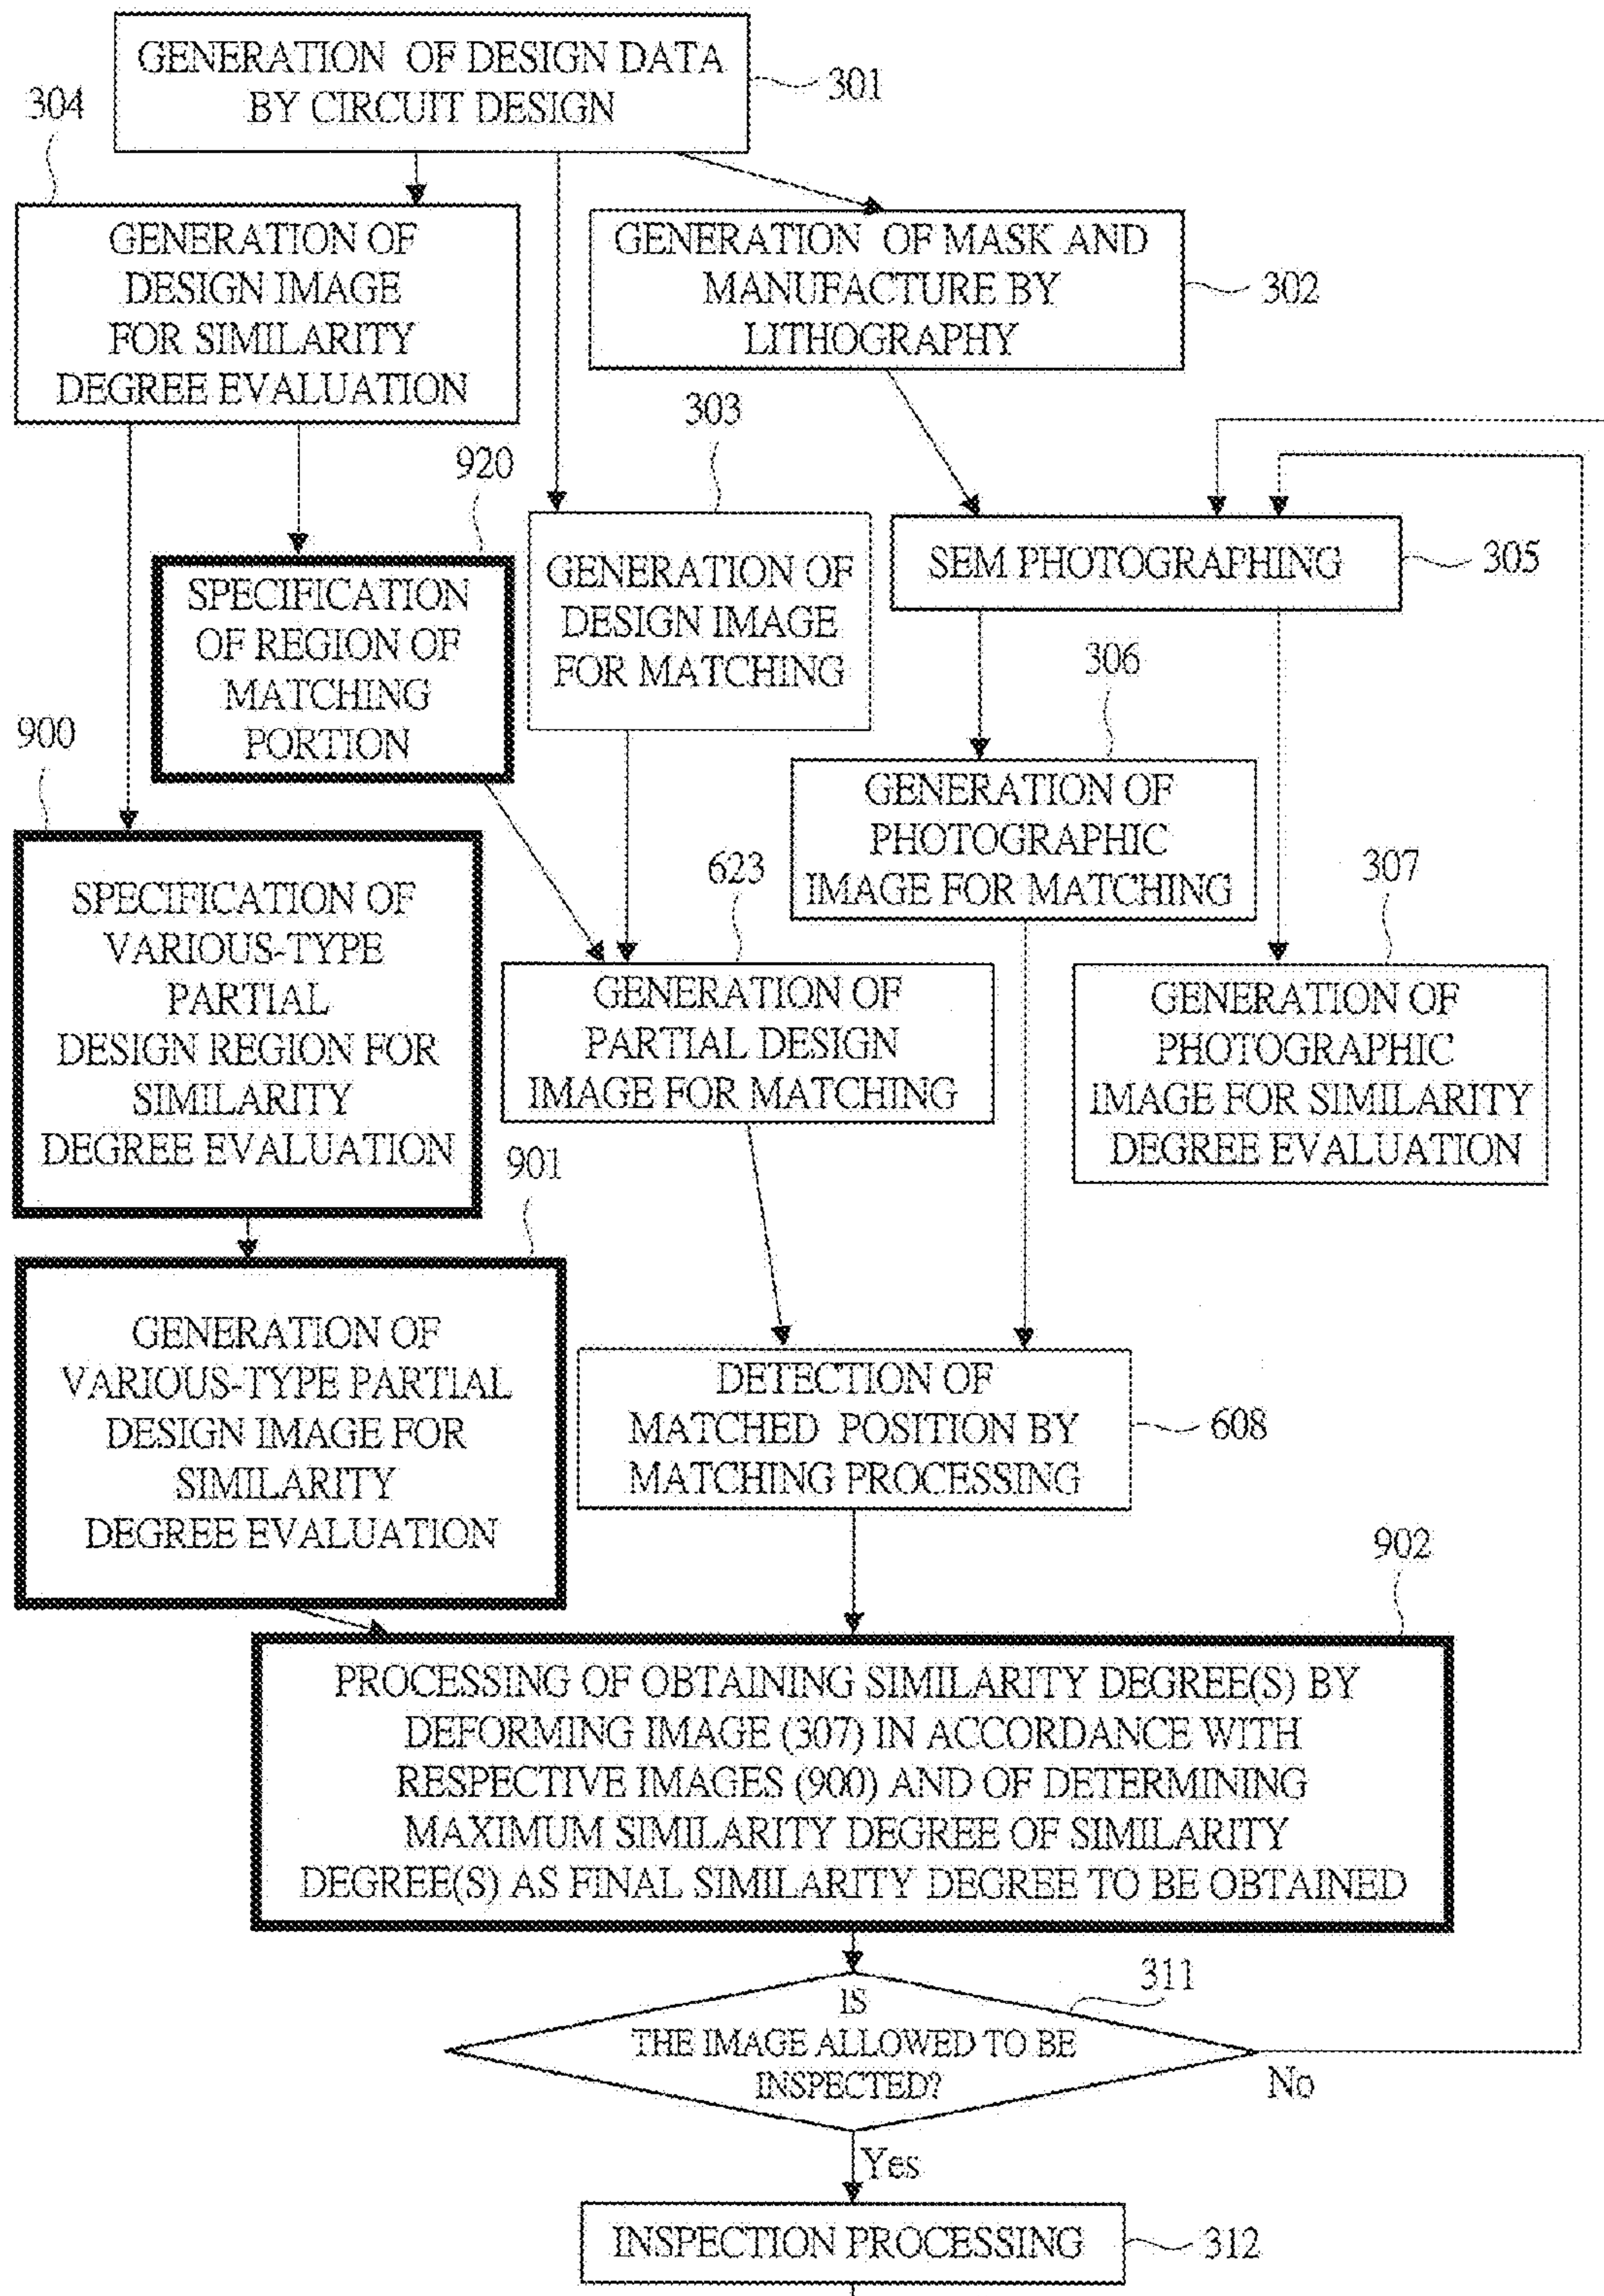 GENERATION OF DESIGN DATA
BY CIRCUIT DESIGN
301
304
GENERATION OF
DESIGN IMAGE
FOR SIMILARITY
DEGREE EVALUATION
GENERATION OF MASK AND
MANUFACTURE BY
LITHOGRAPHY
302
303
920
SPECIFICATION
OF REGION OF
MATCHING
PORTION
GENERATION OF
DESIGN IMAGE
FOR MATCHING
SEM PHOTOGRAPHING
305
306
GENERATION OF
PHOTOGRAPHIC
IMAGE FOR MATCHING
900
SPECIFICATION OF
VARIOUS-TYPE
PARTIAL
DESIGN REGION FOR
SIMILARITY
DEGREE EVALUATION
623
GENERATION OF
PARTIAL DESIGN
IMAGE FOR MATCHING
307
GENERATION OF
PHOTOGRAPHIC
IMAGE FOR SIMILARITY
DEGREE EVALUATION
901
GENERATION OF
VARIOUS-TYPE PARTIAL
DESIGN IMAGE FOR
SIMILARITY
DEGREE EVALUATION
DETECTION OF
MATCHED POSITION BY
MATCHING PROCESSING
608
902
PROCESSING OF OBTAINING SIMILARITY DEGREE(S) BY
DEFORMING IMAGE (307) IN ACCORDANCE WITH
RESPECTIVE IMAGES (900) AND OF DETERMINING
MAXIMUM SIMILARITY DEGREE OF SIMILARITY
DEGREE(S) AS FINAL SIMILARITY DEGREE TO BE OBTAINED
311
IS
THE IMAGE ALLOWED TO BE
INSPECTED?
No
Yes
INSPECTION PROCESSING
312